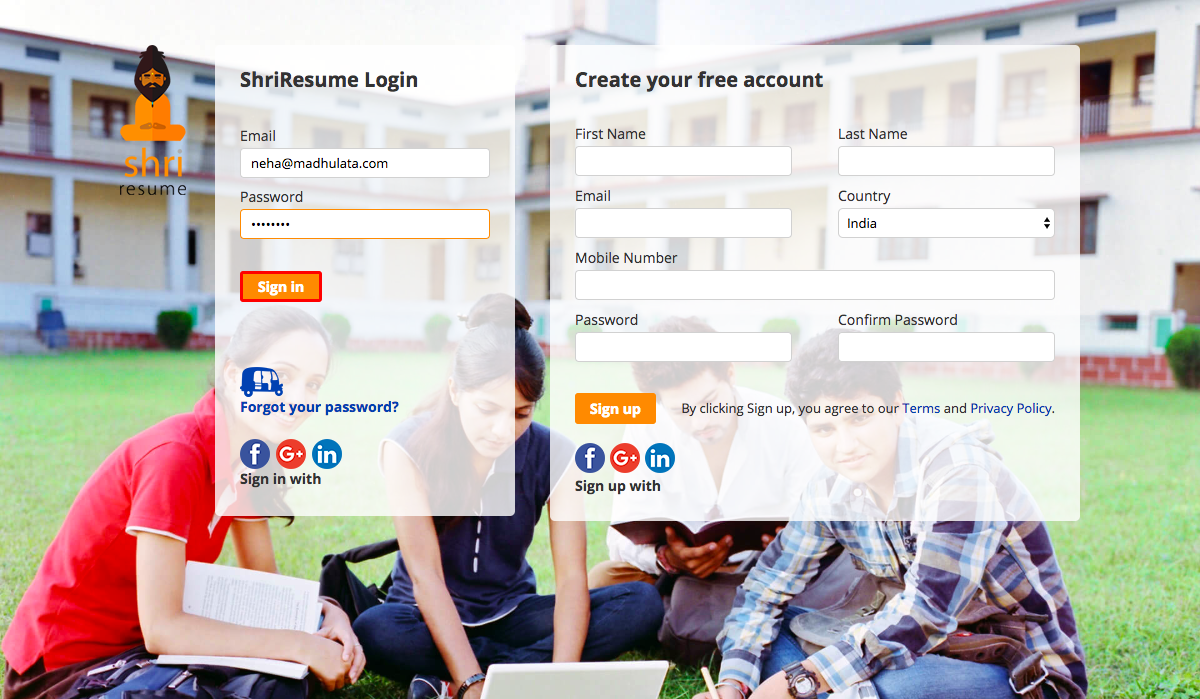 shri
resume
ShriResume Login
Email
neha@madhulata.com
Password
••••••••
Sign in
Forgot your password?
f G+ in
Sign in with
Create your free account
First Name Last Name
Email Country
India
Mobile Number
Password Confirm Password
Sign up By clicking Sign up, you agree to our Terms and Privacy Policy.
f G+ in
Sign up with